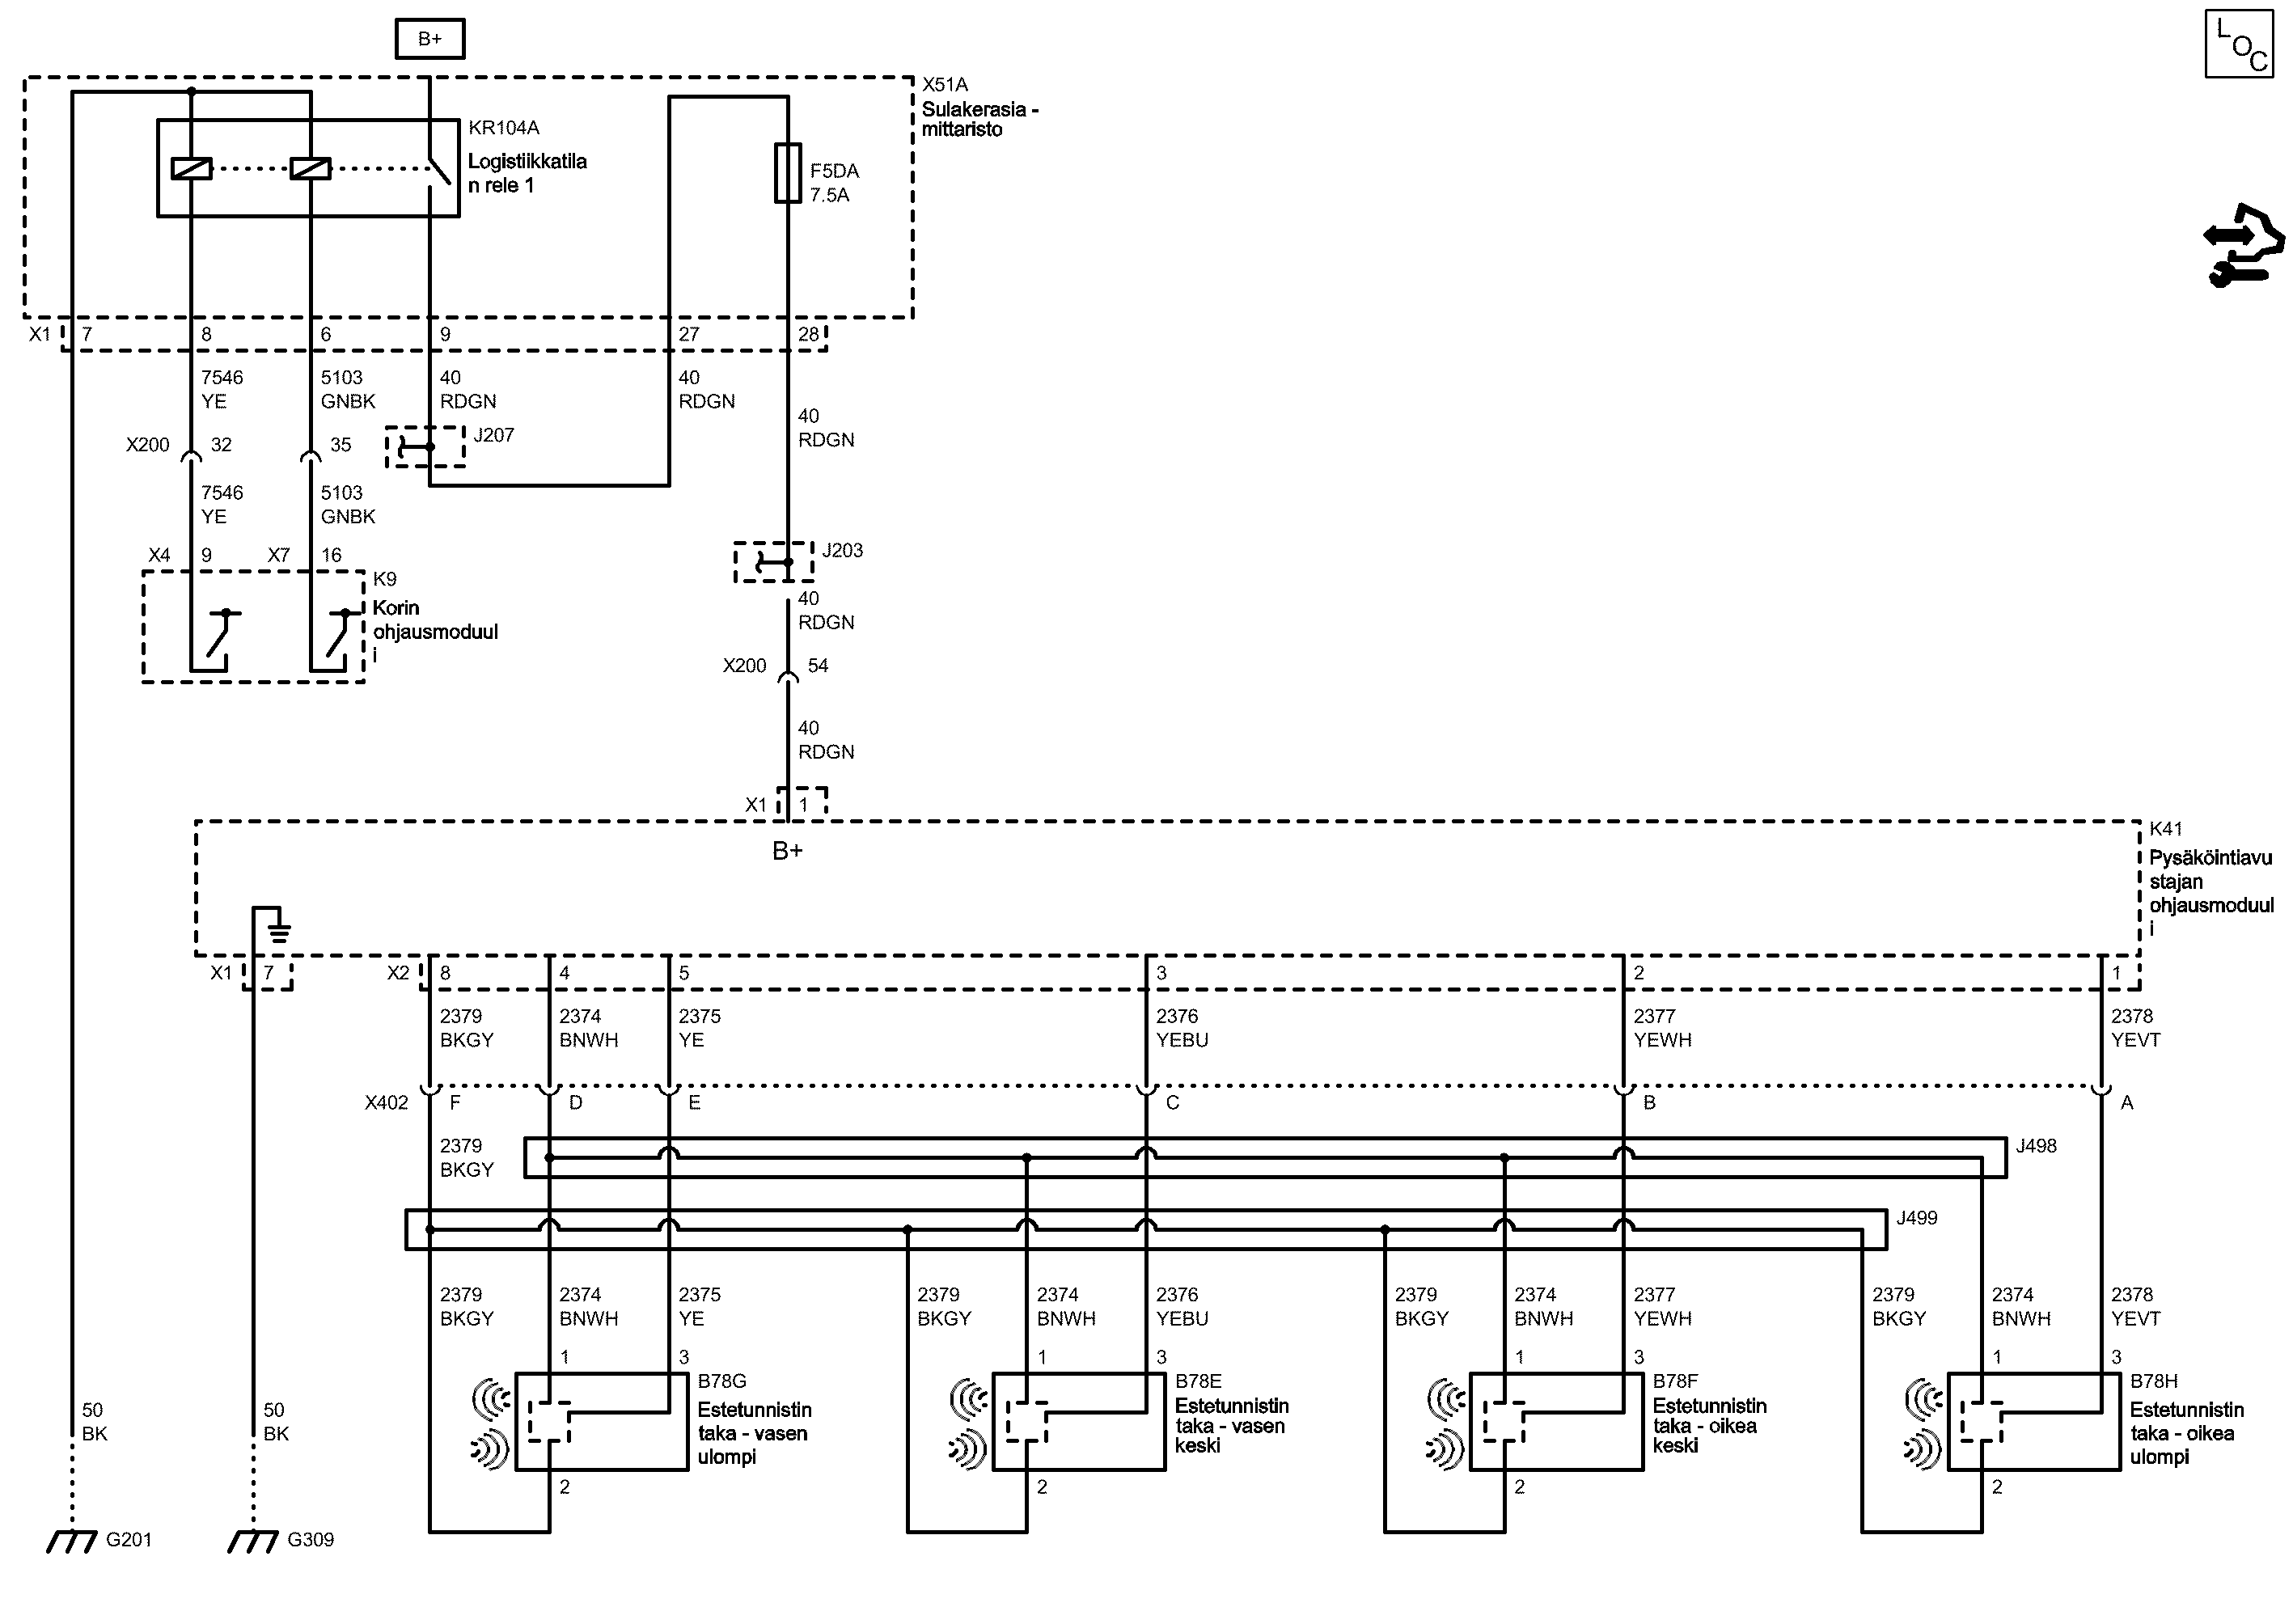 B+
LOC
X51A
Sulakerasia -
mittaristo
KR104A
Logistiikkatila
n rele 1
F5DA
7.5A
X1 7 8 6 9 27 28
7546 5103 40 40
YE GNBK RDGN RDGN
40
RDGN
J207
X200 32 35
7546 5103
YE GNBK
X4 9 X7 16
K9
Korin
ohjausmoduul
i
J203
40
RDGN
X200 54
40
RDGN
X1 1
B+
K41
Pysäköintiavu
stajan
ohjausmoduul
i
X1 7 X2 8 4 5 3 2 1
2379 2374 2375 2376 2377 2378
BKGY BNWH YE YEBU YEWH YEVT
X402 F D E C B A
2379
BKGY
J498
J499
2379 2374 2375 2379 2374 2376 2379 2374 2377 2379 2374 2378
BKGY BNWH YE BKGY BNWH YEBU BKGY BNWH YEWH BKGY BNWH YEVT
1 3 1 3 1 3 1 3
B78G
Estetunnistin
taka - vasen
ulompi
B78E
Estetunnistin
taka - vasen
keski
B78F
Estetunnistin
taka - oikea
keski
B78H
Estetunnistin
taka - oikea
ulompi
2 2 2 2
50 50
BK BK
G201 G309